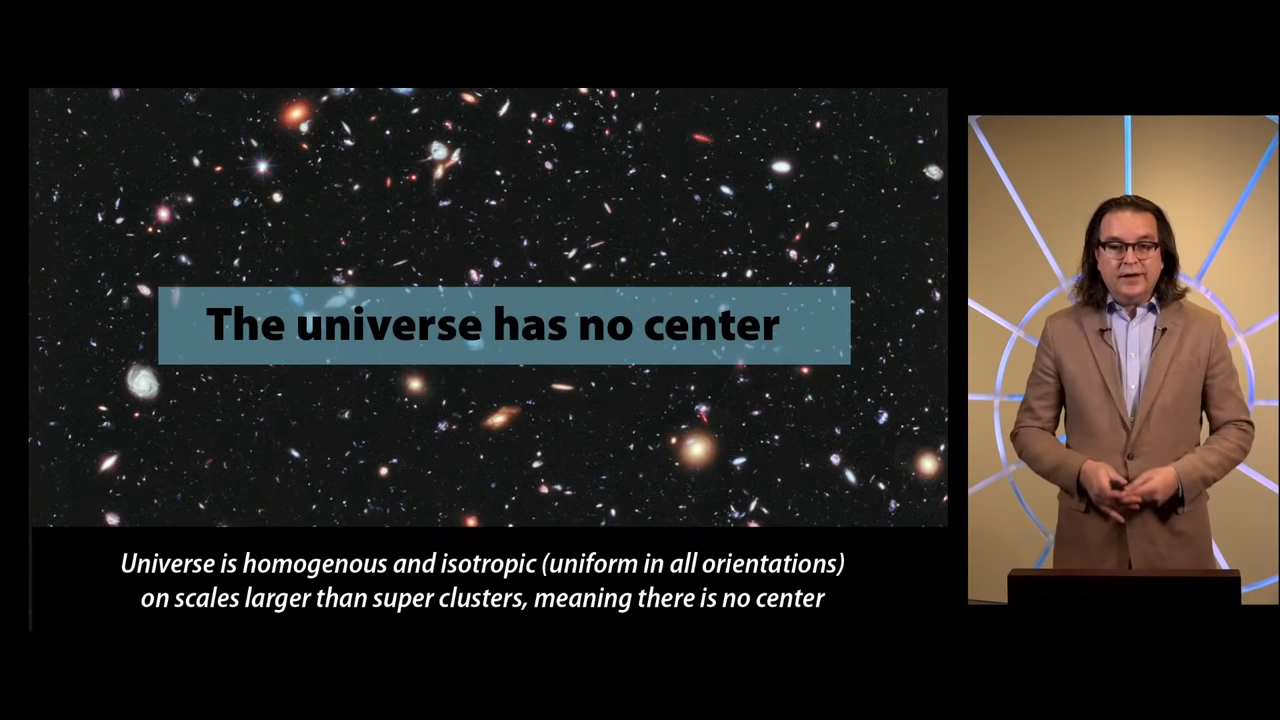 The universe has no center
Universe is homogenous and isotropic (uniform in all orientations)
on scales larger than super clusters, meaning there is no center